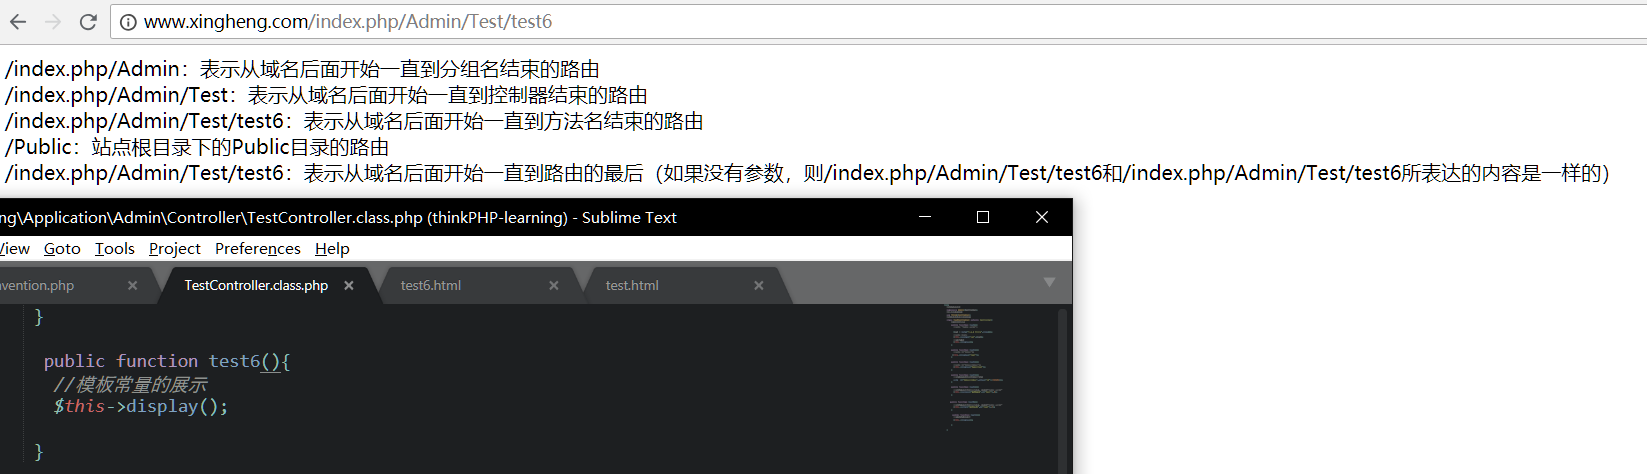 www.xingheng.com/index.php/Admin/Test/test6
/index.php/Admin：表示从域名后面开始一直到分组名结束的路由
/index.php/Admin/Test：表示从域名后面开始一直到控制器结束的路由
/index.php/Admin/Test/test6：表示从域名后面开始一直到方法名结束的路由
/Public：站点根目录下的Public目录的路由
/index.php/Admin/Test/test6：表示从域名后面开始一直到路由的最后（如果没有参数，则/index.php/Admin/Test/test6和/index.php/Admin/Test/test6所表达的内容是一样的）
ng\Application\Admin\Controller\TestController.class.php (thinkPHP-learning) - Sublime Text
View Goto Tools Project Preferences Help
nvention.php TestController.class.php test6.html test.html
}
public function test6(){
//模板常量的展示
$this->display();
}